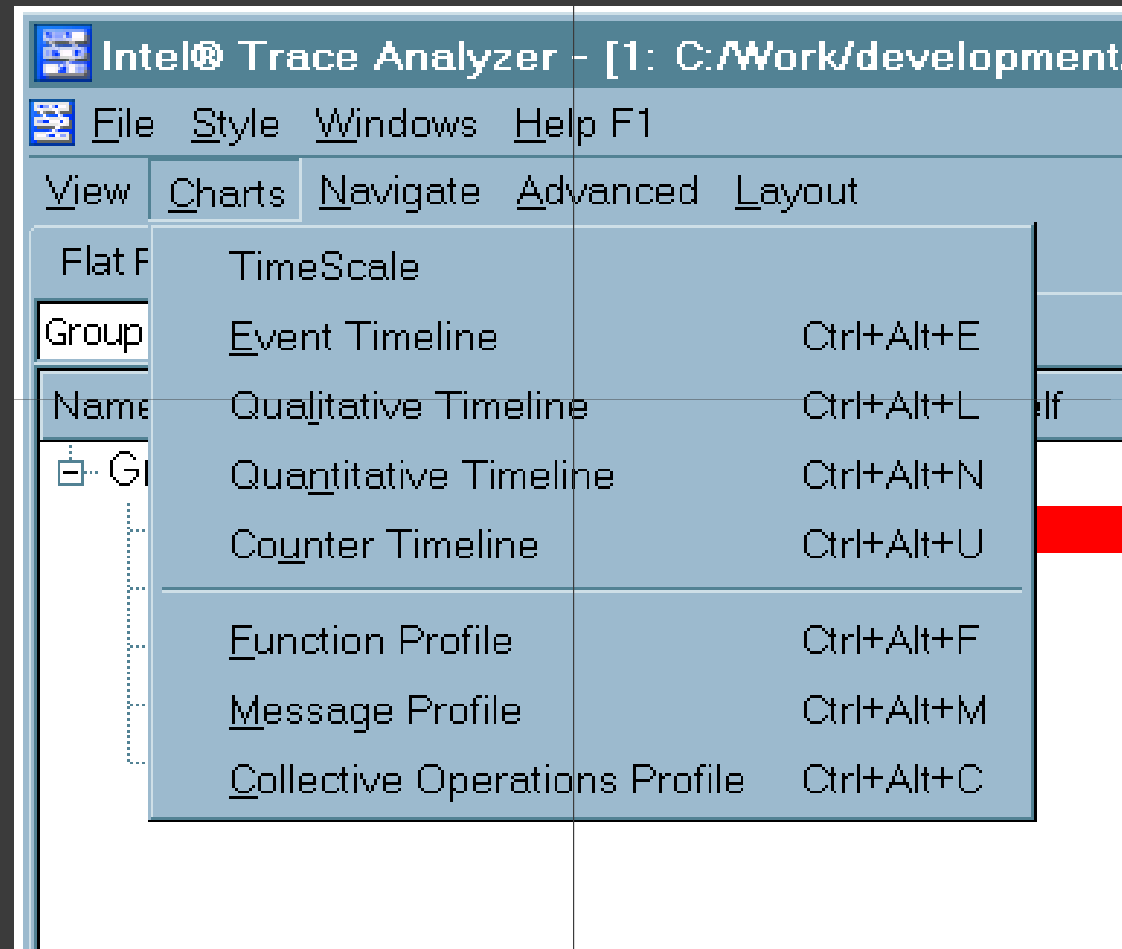 Intel® Trace Analyzer - [1: C:/Work/development
File Style Windows Help F1
View Charts Navigate Advanced Layout
Flat
TimeScale
Group
Event Timeline Ctrl+Alt+E
Name
Qualitative Timeline Ctrl+Alt+L
Quantitative Timeline Ctrl+Alt+N
Counter Timeline Ctrl+Alt+U
Function Profile Ctrl+Alt+F
Message Profile Ctrl+Alt+M
Collective Operations Profile Ctrl+Alt+C